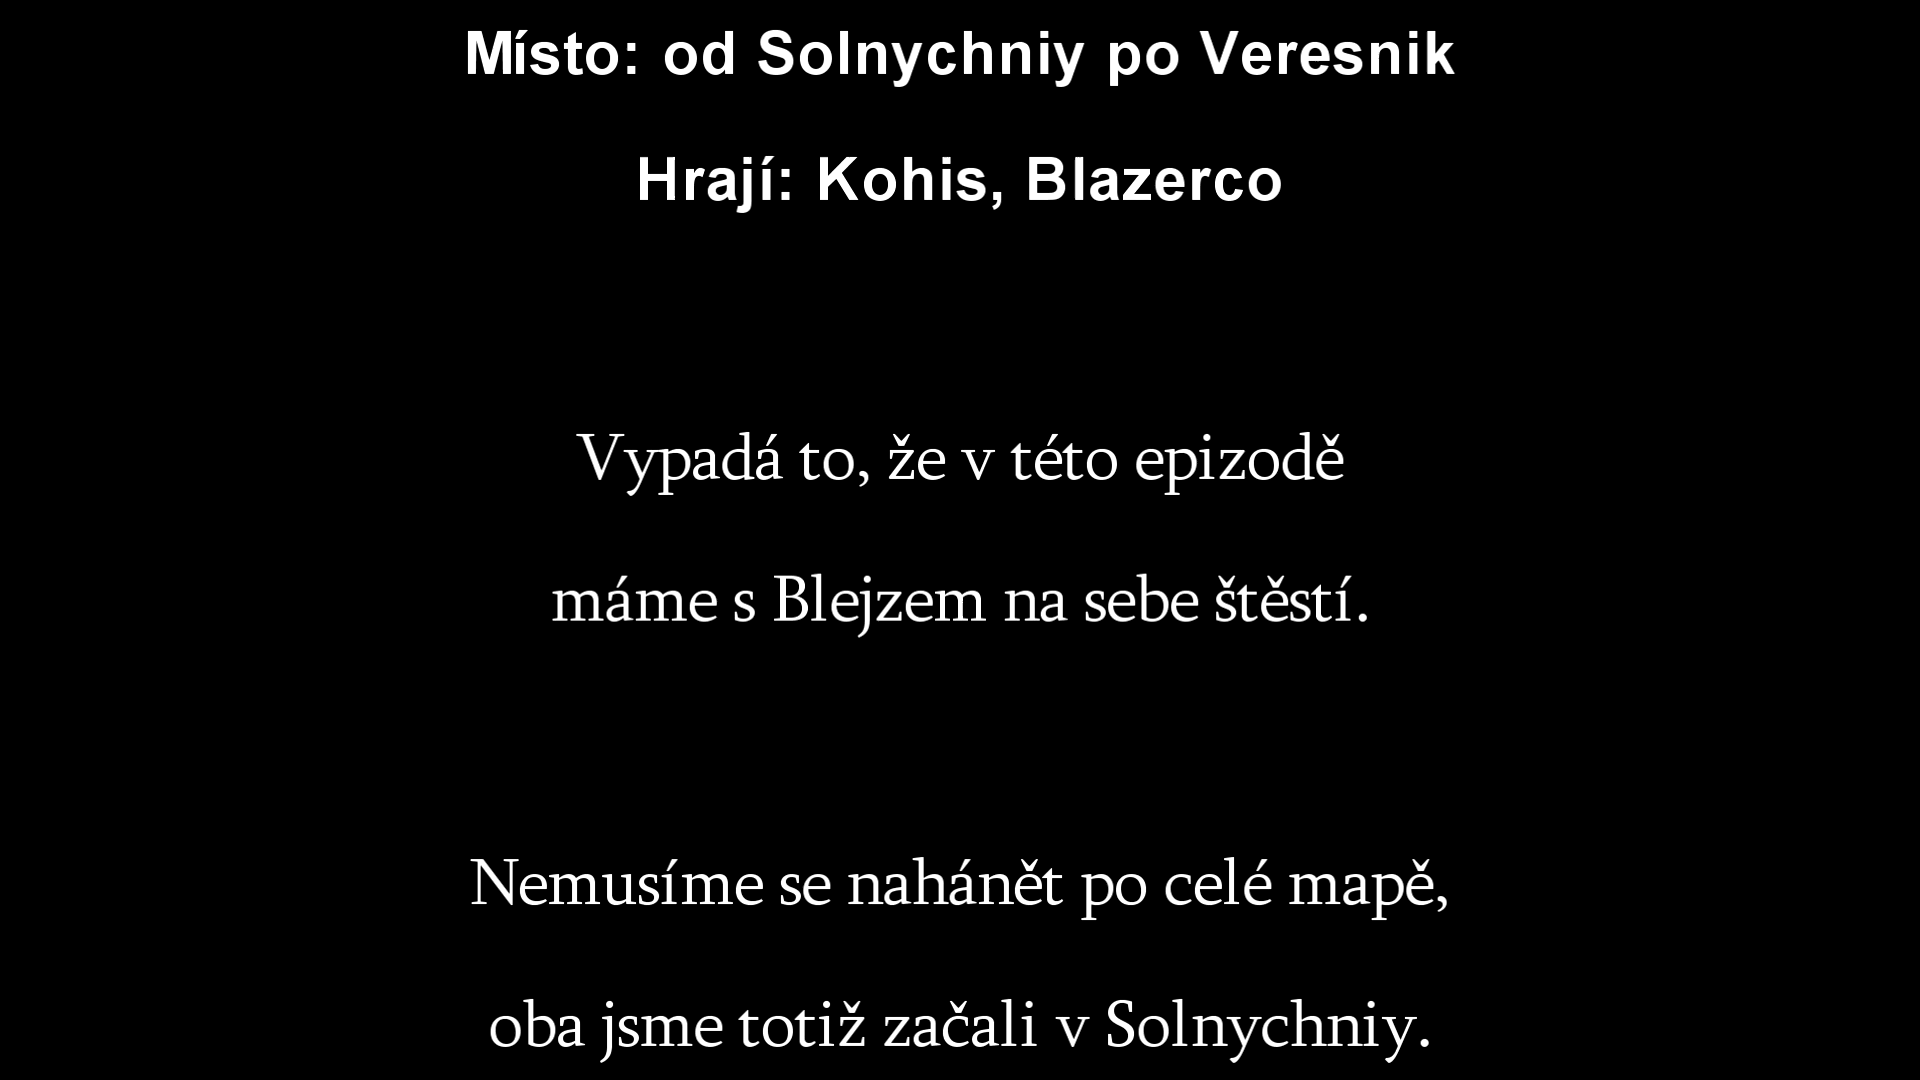 Místo: od Solnychniy po Veresnik
Hrají: Kohis, Blazerco
Vypadá to, že v této epizodě
máme s Blejzem na sebe štěstí.
Nemusíme se nahánět po celé mapě,
oba jsme totiž začali v Solnychniy.